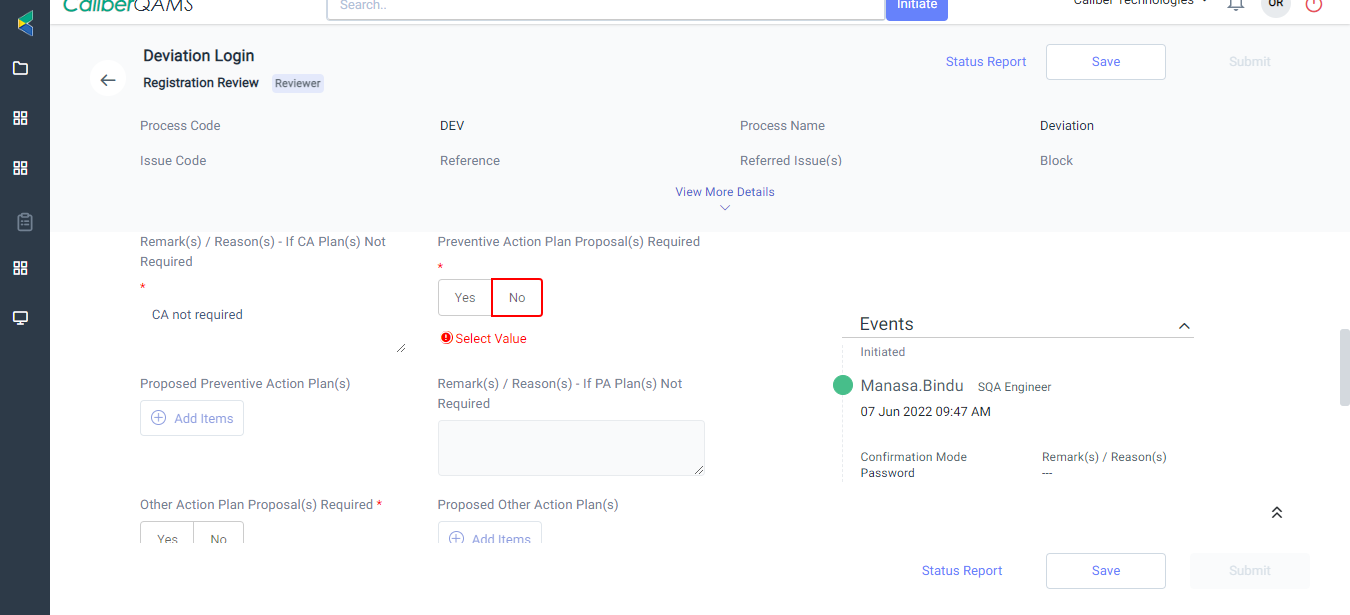 CaliberQAMS
Search..
Initiate
Caliber Technologies
OR
Deviation Login
Status Report
Save
Submit
Registration Review
Reviewer
Process Code
DEV
Process Name
Deviation
Issue Code
Reference
Referred Issue(s)
Block
View More Details
Remark(s) / Reason(s) - If CA Plan(s) Not
Required
*
CA not required
Preventive Action Plan Proposal(s) Required
*
Yes
No
Select Value
Proposed Preventive Action Plan(s)
Add Items
Remark(s) / Reason(s) - If PA Plan(s) Not
Required
Other Action Plan Proposal(s) Required *
Yes
No
Proposed Other Action Plan(s)
Add Items
Events
Initiated
Manasa.Bindu
SQA Engineer
07 Jun 2022 09:47 AM
Confirmation Mode
Password
Remark(s) / Reason(s)
---
Status Report
Save
Submit